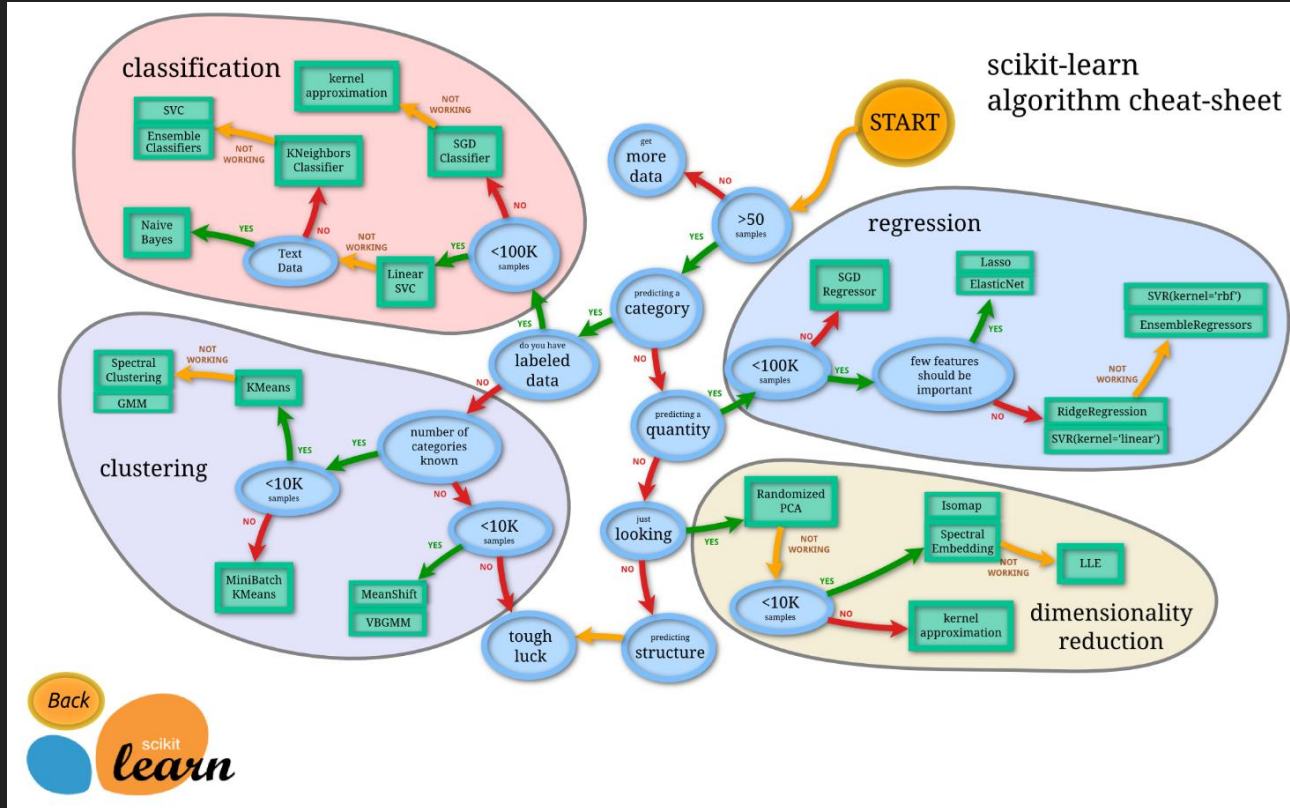 scikit-learn
algorithm cheat-sheet
START
get
more
data
NO
>50
samples
YES
predicting a
category
YES
NO
do you have
labeled
data
YES
NO
predicting a
quantity
YES
NO
just
looking
YES
NO
predicting
structure
tough
luck
classification
kernel
approximation
NOT
WORKING
SGD
Classifier
NO
<100K
samples
YES
Linear
SVC
NOT
WORKING
Text
Data
YES
NO
Naive
Bayes
KNeighbors
Classifier
NOT
WORKING
SVC
Ensemble
Classifiers
regression
<100K
samples
NO
SGD
Regressor
YES
few features
should be
important
YES
Lasso
ElasticNet
NO
RidgeRegression
SVR(kernel='linear')
NOT
WORKING
SVR(kernel='rbf')
EnsembleRegressors
clustering
number of
categories
known
YES
NO
<10K
samples
YES
KMeans
NOT
WORKING
Spectral
Clustering
GMM
NO
MiniBatch
KMeans
<10K
samples
YES
MeanShift
VBGMM
NO
dimensionality
reduction
Randomized
PCA
NOT
WORKING
<10K
samples
YES
Isomap
Spectral
Embedding
NOT
WORKING
LLE
NO
kernel
approximation
Back
scikit
learn